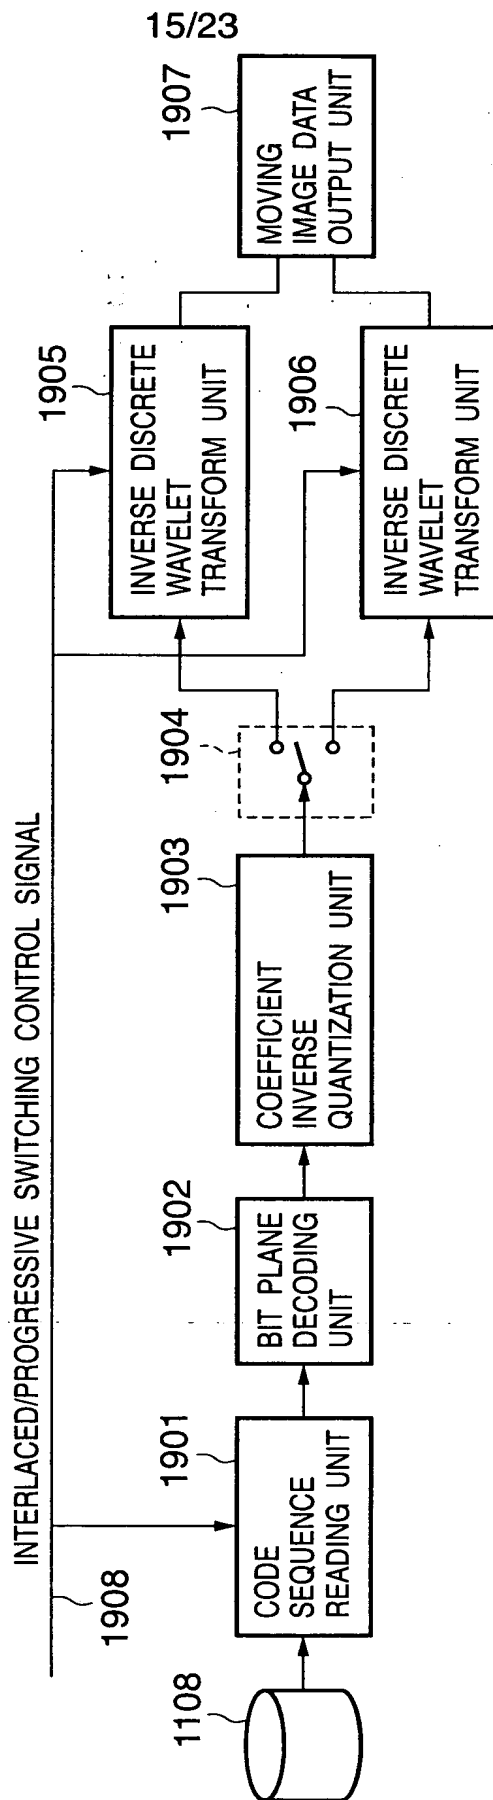 15/23
INTERLACED/PROGRESSIVE SWITCHING CONTROL SIGNAL
1908
1108
1901
CODE
SEQUENCE
READING UNIT
1902
BIT PLANE
DECODING
UNIT
1903
COEFFICIENT
INVERSE
QUANTIZATION UNIT
1904
1905
INVERSE DISCRETE
WAVELET
TRANSFORM UNIT
1906
INVERSE DISCRETE
WAVELET
TRANSFORM UNIT
1907
MOVING
IMAGE DATA
OUTPUT UNIT